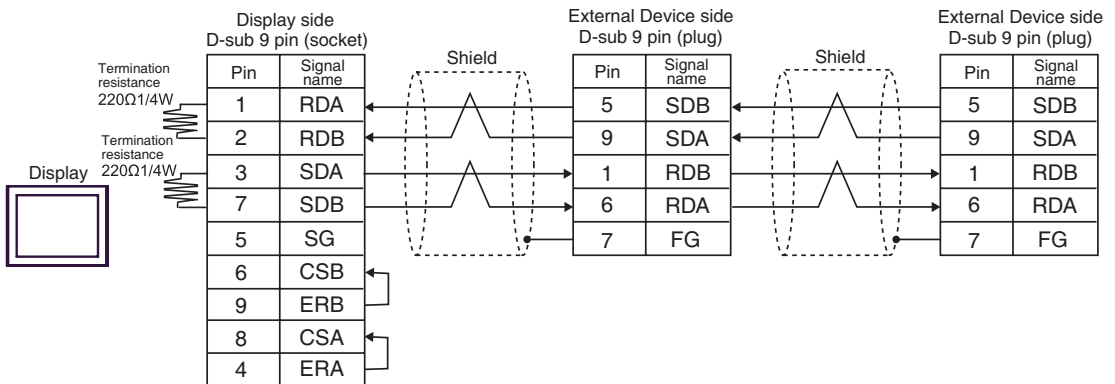 Display side
D-sub 9 pin (socket)
External Device side
D-sub 9 pin (plug)
External Device side
D-sub 9 pin (plug)
Shield
Shield
Termination
resistance
220Ω1/4W
Termination
resistance
220Ω1/4W
Display
Pin Signal name
1 RDA
2 RDB
3 SDA
7 SDB
5 SG
6 CSB
9 ERB
8 CSA
4 ERA
Pin Signal name
5 SDB
9 SDA
1 RDB
6 RDA
7 FG
Pin Signal name
5 SDB
9 SDA
1 RDB
6 RDA
7 FG